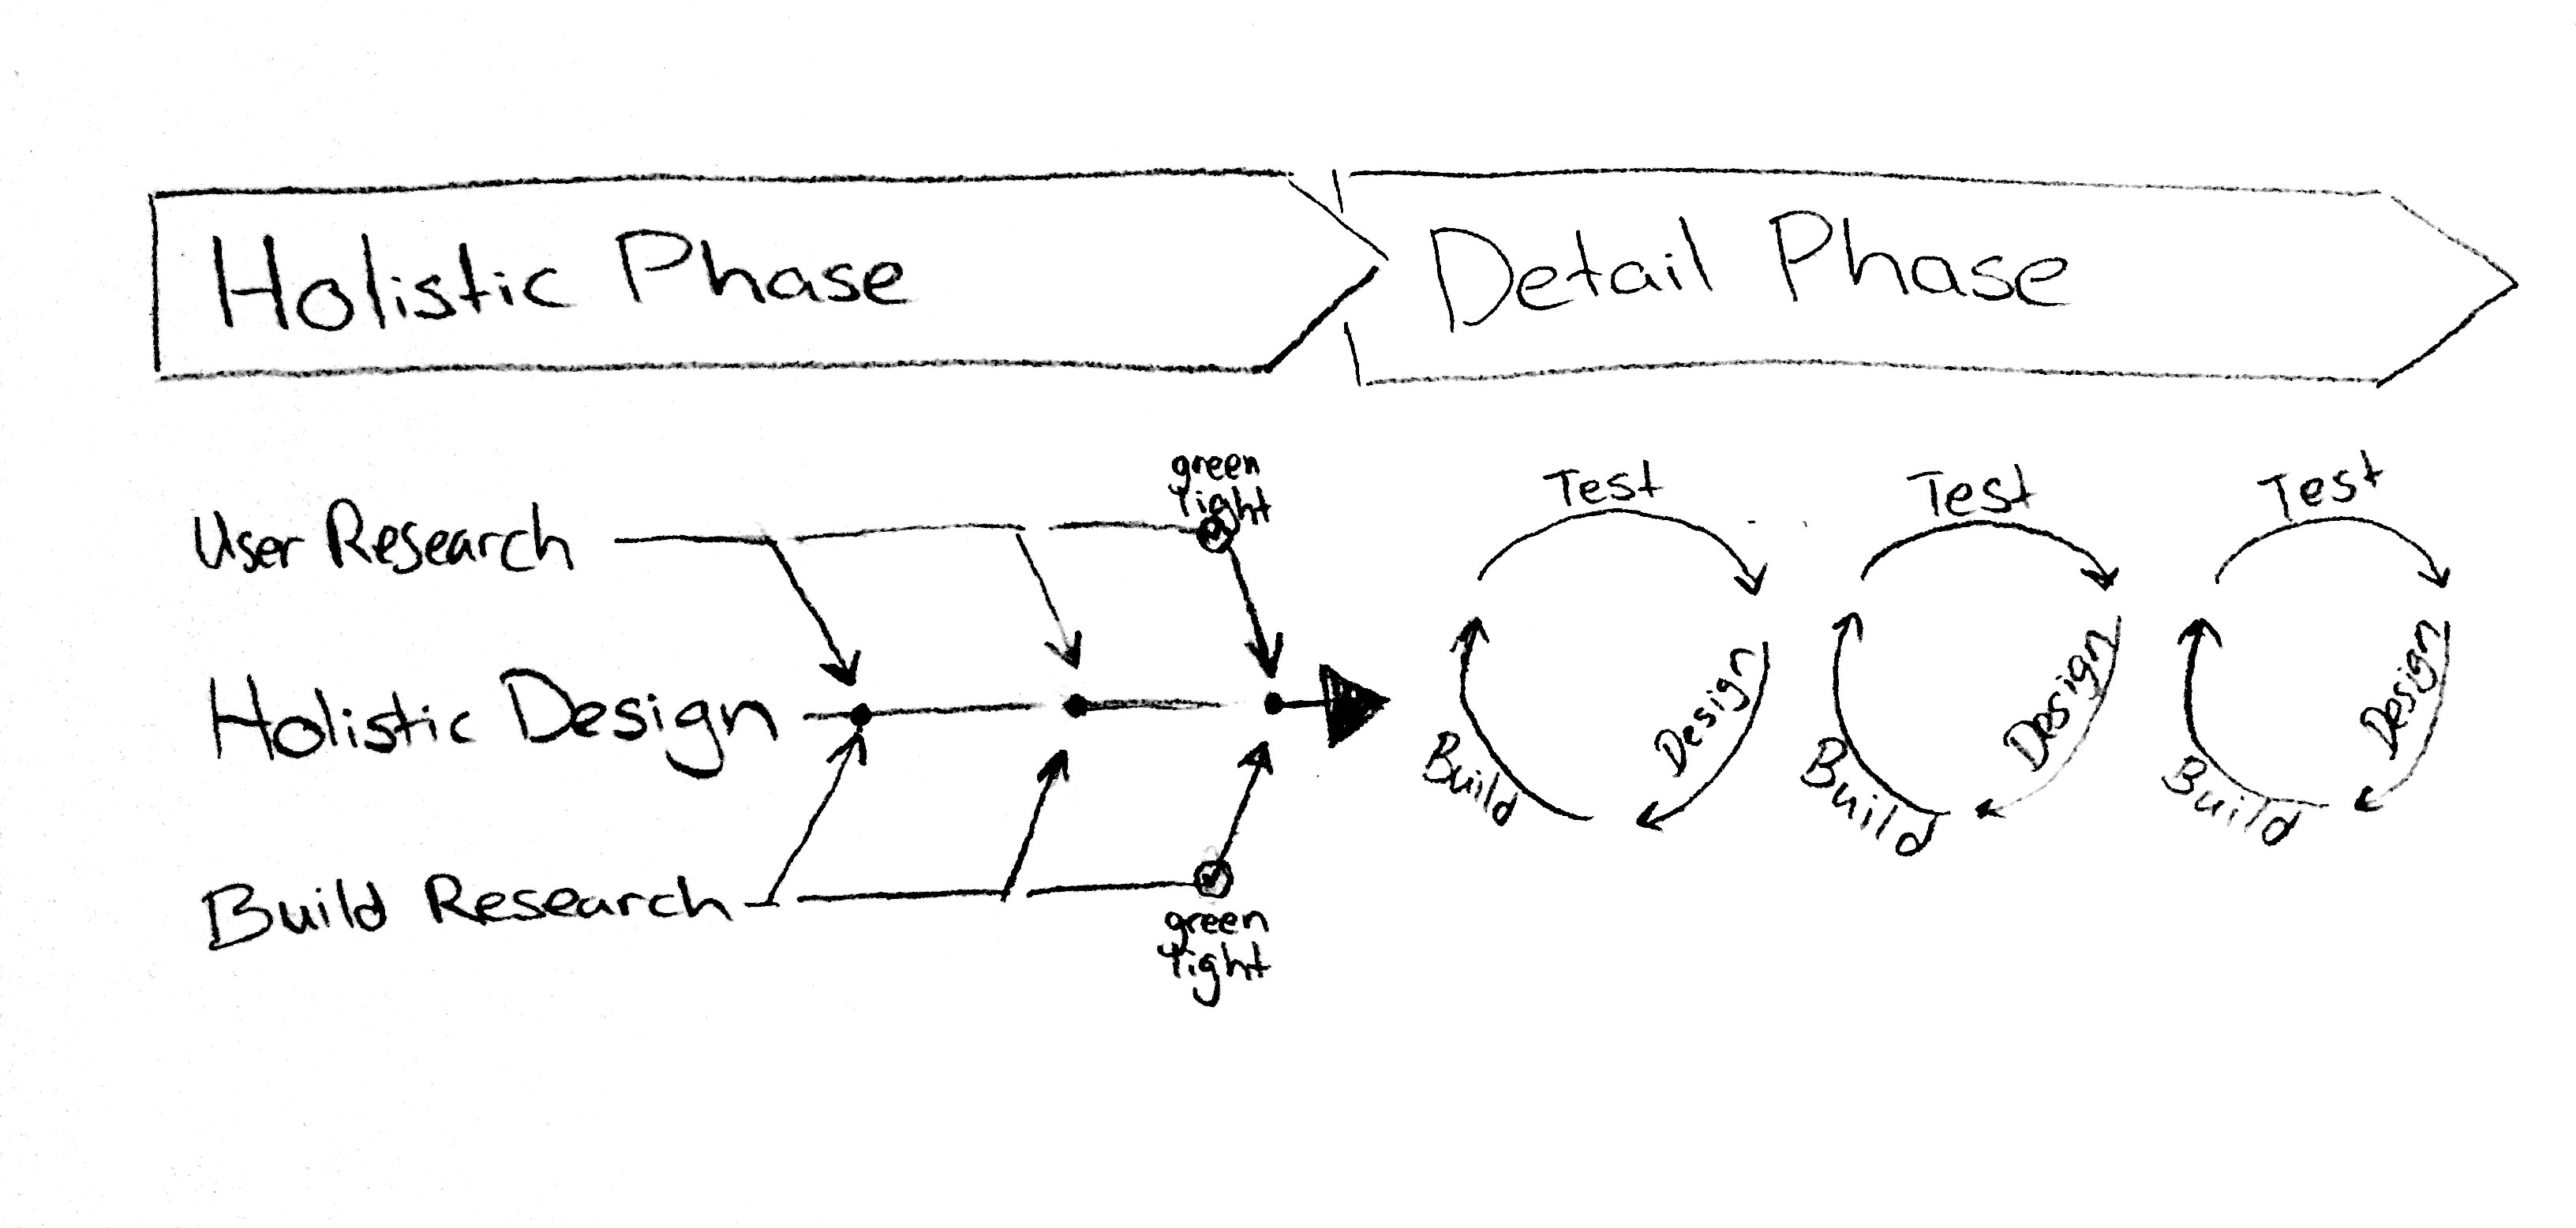 Holistic Phase
Detail Phase
User Research
green
light
Holistic Design
Build Research
green
light
Test
Design
Build
Test
Design
Build
Test
Design
Build